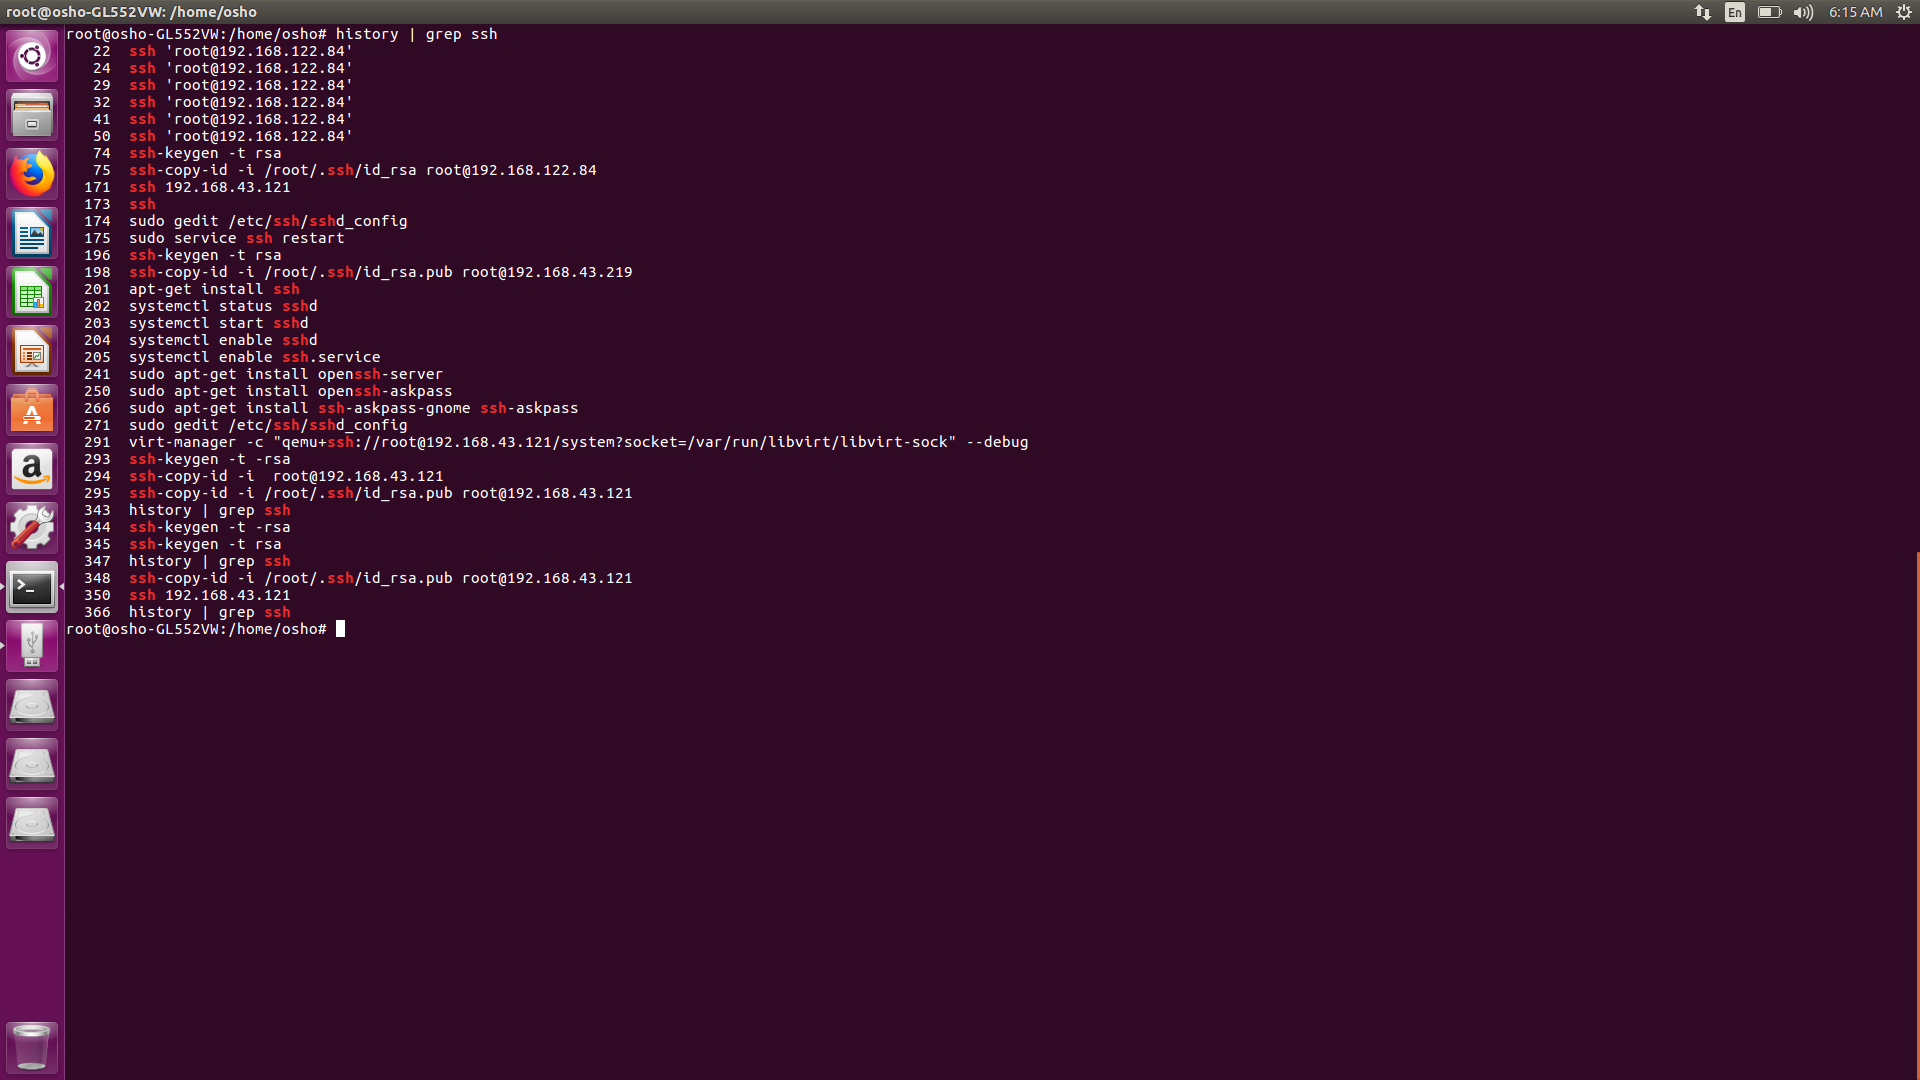 root@osho-GL552VW: /home/osho
En
6:15 AM
root@osho-GL552VW:/home/osho# history | grep ssh
22 ssh 'root@192.168.122.84'
24 ssh 'root@192.168.122.84'
29 ssh 'root@192.168.122.84'
32 ssh 'root@192.168.122.84'
41 ssh 'root@192.168.122.84'
50 ssh 'root@192.168.122.84'
74 ssh-keygen -t rsa
75 ssh-copy-id -i /root/.ssh/id_rsa root@192.168.122.84
171 ssh 192.168.43.121
173 ssh
174 sudo gedit /etc/ssh/sshd_config
175 sudo service ssh restart
196 ssh-keygen -t rsa
198 ssh-copy-id -i /root/.ssh/id_rsa.pub root@192.168.43.219
201 apt-get install ssh
202 systemctl status sshd
203 systemctl start sshd
204 systemctl enable sshd
205 systemctl enable ssh.service
241 sudo apt-get install openssh-server
250 sudo apt-get install openssh-askpass
266 sudo apt-get install ssh-askpass-gnome ssh-askpass
271 sudo gedit /etc/ssh/sshd_config
291 virt-manager -c "qemu+ssh://root@192.168.43.121/system?socket=/var/run/libvirt/libvirt-sock" --debug
293 ssh-keygen -t -rsa
294 ssh-copy-id -i  root@192.168.43.121
295 ssh-copy-id -i /root/.ssh/id_rsa.pub root@192.168.43.121
343 history | grep ssh
344 ssh-keygen -t -rsa
345 ssh-keygen -t rsa
347 history | grep ssh
348 ssh-copy-id -i /root/.ssh/id_rsa.pub root@192.168.43.121
350 ssh 192.168.43.121
366 history | grep ssh
root@osho-GL552VW:/home/osho#